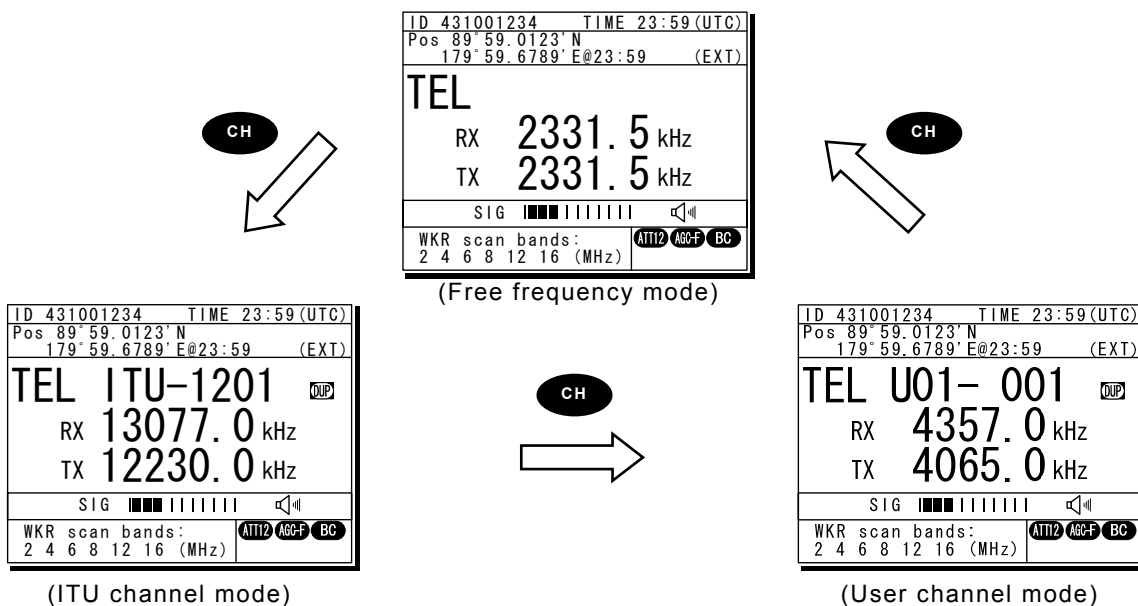 ID 431001234 TIME 23:59(UTC)
Pos 89°59.0123'N
179°59.6789'E@23:59 (EXT)
TEL
RX 2331.5 kHz
TX 2331.5 kHz
SIG
WKR scan bands: ATT12 AGC-F BC
2 4 6 8 12 16 (MHz)
(Free frequency mode)
CH
CH
ID 431001234 TIME 23:59(UTC)
Pos 89°59.0123'N
179°59.6789'E@23:59 (EXT)
TEL ITU-1201 DUP
RX 13077.0 kHz
TX 12230.0 kHz
SIG
WKR scan bands: ATT12 AGC-F BC
2 4 6 8 12 16 (MHz)
(ITU channel mode)
CH
ID 431001234 TIME 23:59(UTC)
Pos 89°59.0123'N
179°59.6789'E@23:59 (EXT)
TEL U01- 001 DUP
RX 4357.0 kHz
TX 4065.0 kHz
SIG
WKR scan bands: ATT12 AGC-F BC
2 4 6 8 12 16 (MHz)
(User channel mode)